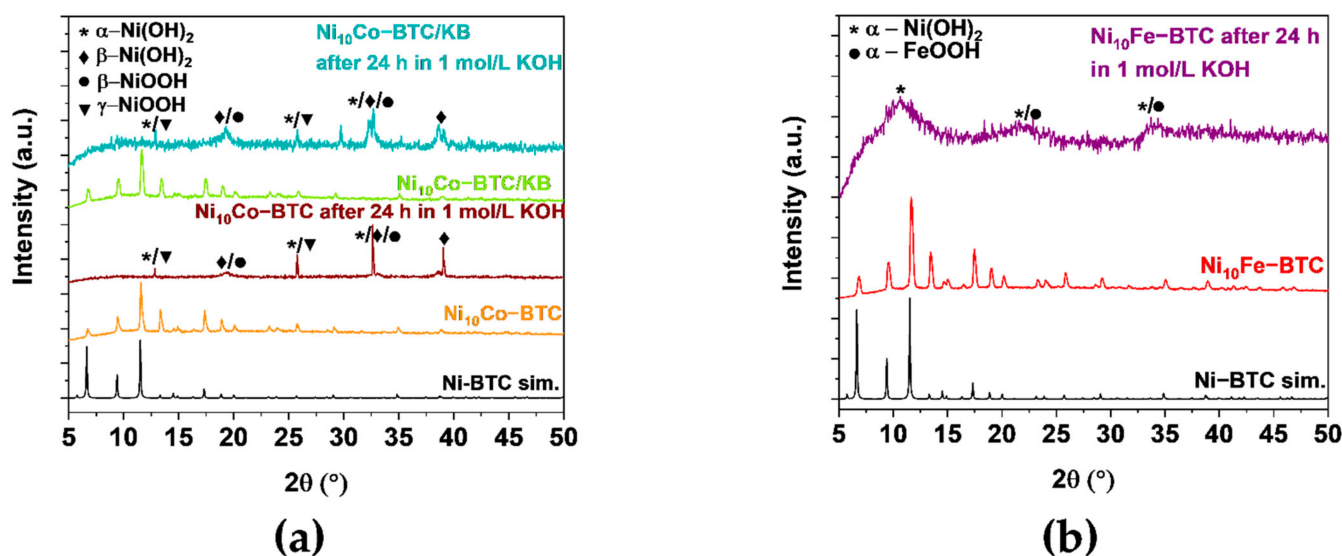 * α−Ni(OH)₂
♦ β−Ni(OH)₂
● β−NiOOH
▼ γ−NiOOH
Ni₁₀Co−BTC/KB
after 24 h in 1 mol/L KOH
*/▼
♦/●
*/▼
*/♦/●
♦
Ni₁₀Co−BTC/KB
Ni₁₀Co−BTC after 24 h in 1 mol/L KOH
*/▼
♦/●
*/▼
*/♦/●
♦
Ni₁₀Co−BTC
Ni-BTC sim.
Intensity (a.u.)
5 10 15 20 25 30 35 40 45 50
2θ (°)
(a)
* α − Ni(OH)₂
● α − FeOOH
Ni₁₀Fe−BTC after 24 h
in 1 mol/L KOH
*
*/●
*/●
Ni₁₀Fe−BTC
Ni−BTC sim.
Intensity (a.u.)
5 10 15 20 25 30 35 40 45 50
2θ (°)
(b)